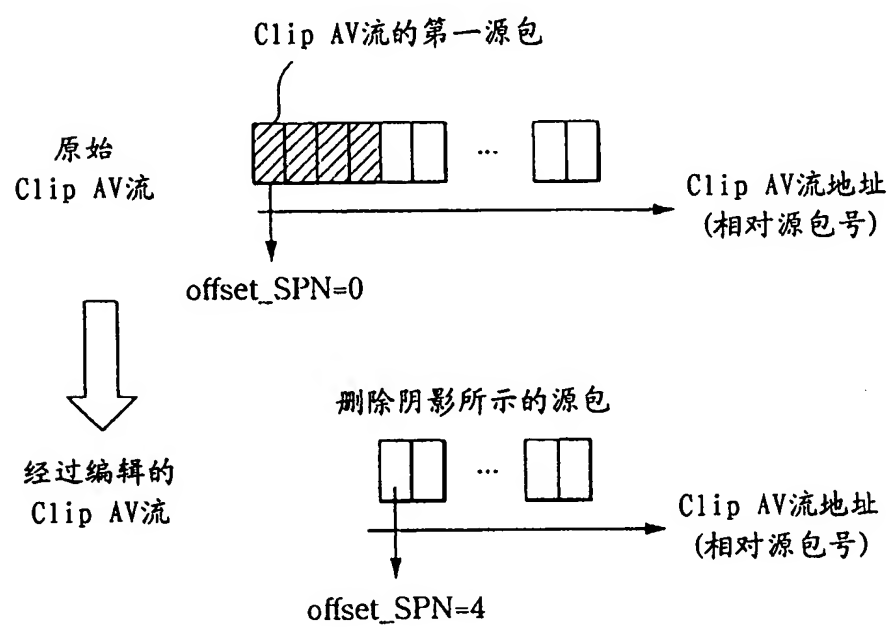 Clip AV流的第一源包
原始
Clip AV流
...
Clip AV流地址
(相对源包号)
offset_SPN=0
删除阴影所示的源包
经过编辑的
Clip AV流
...
Clip AV流地址
(相对源包号)
offset_SPN=4